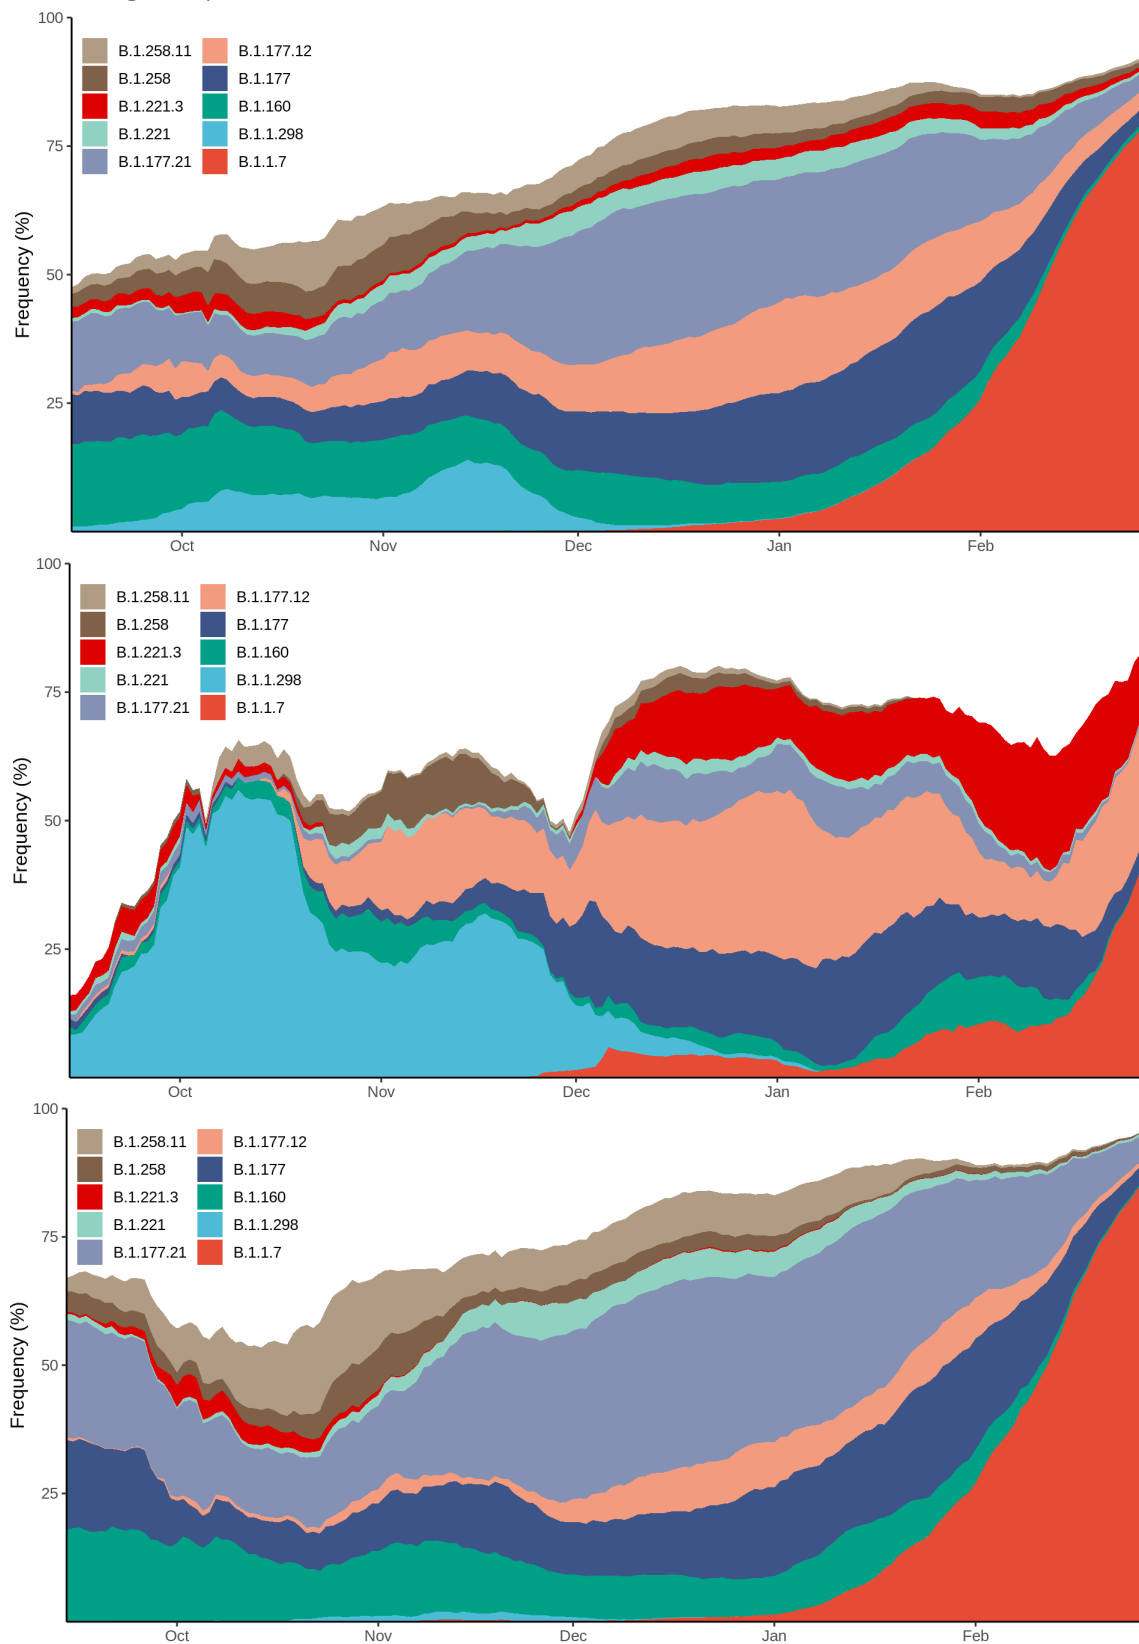 100
75
50
25
Frequency (%)
B.1.258.11 B.1.177.12
B.1.258 B.1.177
B.1.221.3 B.1.160
B.1.221 B.1.1.298
B.1.177.21 B.1.1.7
Oct Nov Dec Jan Feb
100
75
50
25
Frequency (%)
B.1.258.11 B.1.177.12
B.1.258 B.1.177
B.1.221.3 B.1.160
B.1.221 B.1.1.298
B.1.177.21 B.1.1.7
Oct Nov Dec Jan Feb
100
75
50
25
Frequency (%)
B.1.258.11 B.1.177.12
B.1.258 B.1.177
B.1.221.3 B.1.160
B.1.221 B.1.1.298
B.1.177.21 B.1.1.7
Oct Nov Dec Jan Feb